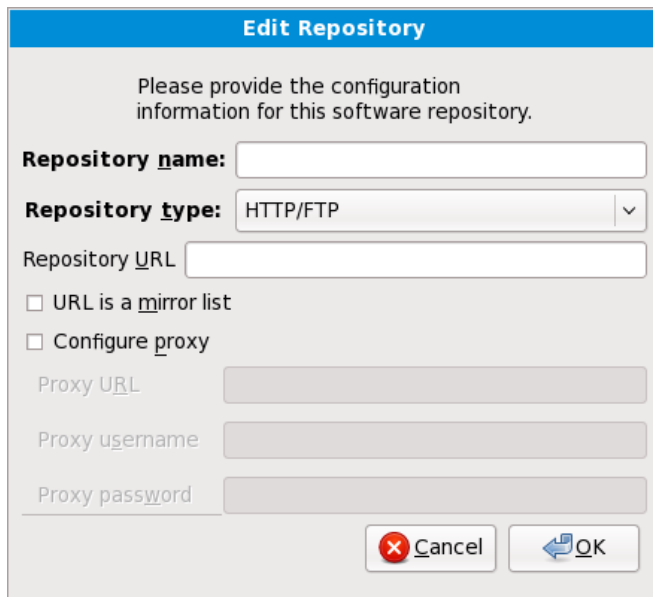 Edit Repository
Please provide the configuration
information for this software repository.
Repository name:
Repository type: HTTP/FTP
Repository URL
URL is a mirror list
Configure proxy
Proxy URL
Proxy username
Proxy password
Cancel OK